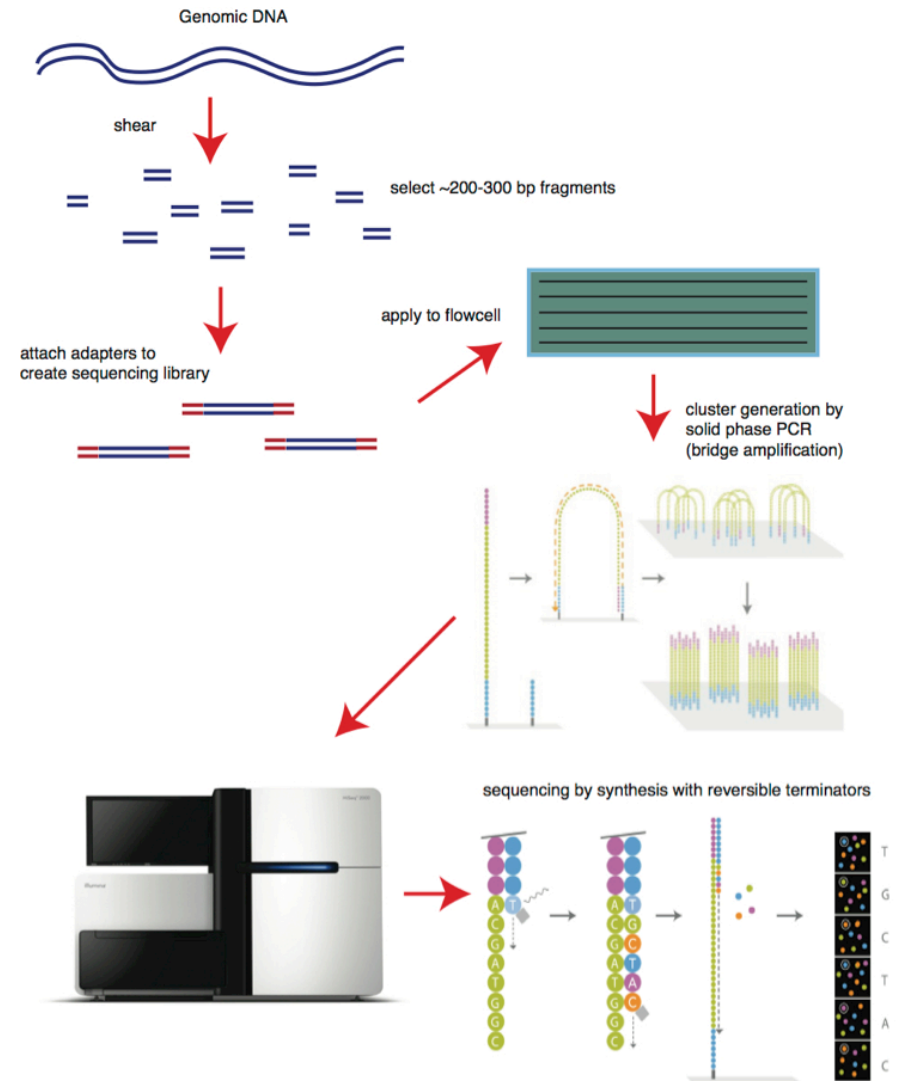 Genomic DNA
shear
select ~200-300 bp fragments
apply to flowcell
attach adapters to
create sequencing library
cluster generation by
solid phase PCR
(bridge amplification)
sequencing by synthesis with reversible terminators
A T
C
G
A
T
G
G
C
A T
C G
G C
A T
T A
G C
G
C
T
G
C
T
A
C